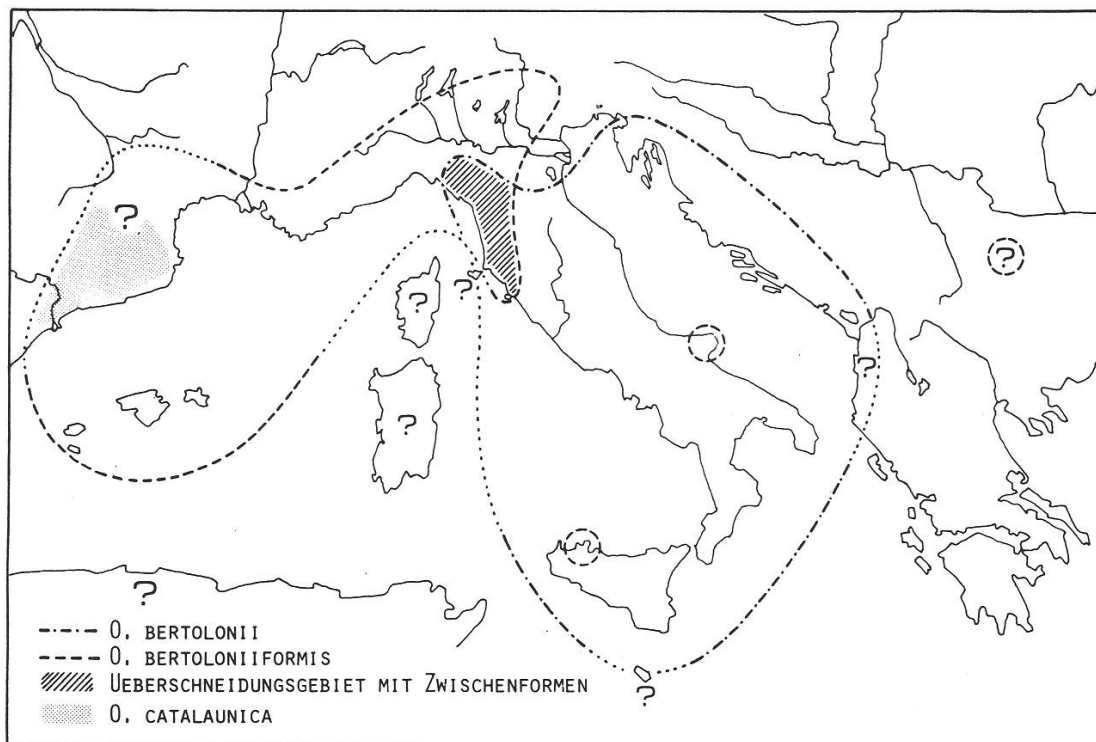 ?
?
?
?
?
?
?
?
O. BERTOLONII
O. BERTOLONIIFORMIS
UEBERSCHNEIDUNGSGEBIET MIT ZWISCHENFORMEN
O. CATALAUNICA